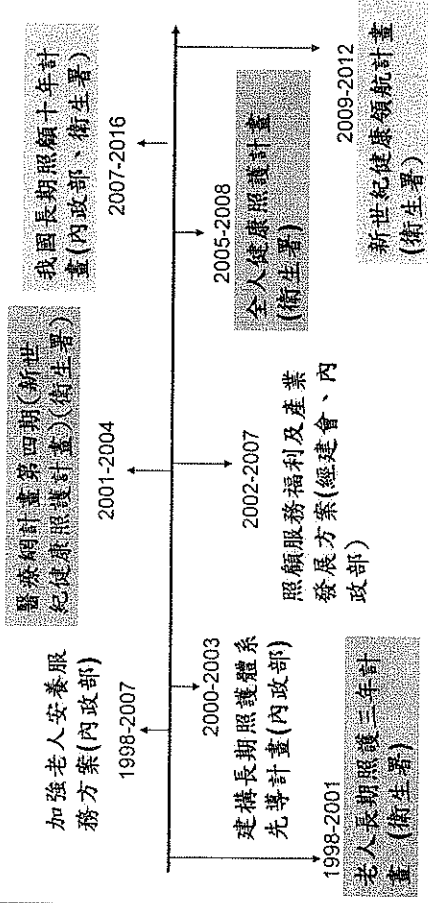 加強老人安養服
務方案(內政部)
1998-2007
醫療網計畫第四期(新世
紀健康照護計畫)(衛生署)
2001-2004
我國長期照顧十年計
畫(內政部、衛生署)
2007-2016
1998-2001
老人長期照護三年計
畫 (衛生署)
2000-2003
建構長期照護體系
先導計畫(內政部)
2002-2007
照顧服務福利及產業
發展方案(經建會、內
政部)
2005-2008
全人健康照護計畫
(衛生署)
2009-2012
新世紀健康領航計畫
(衛生署)